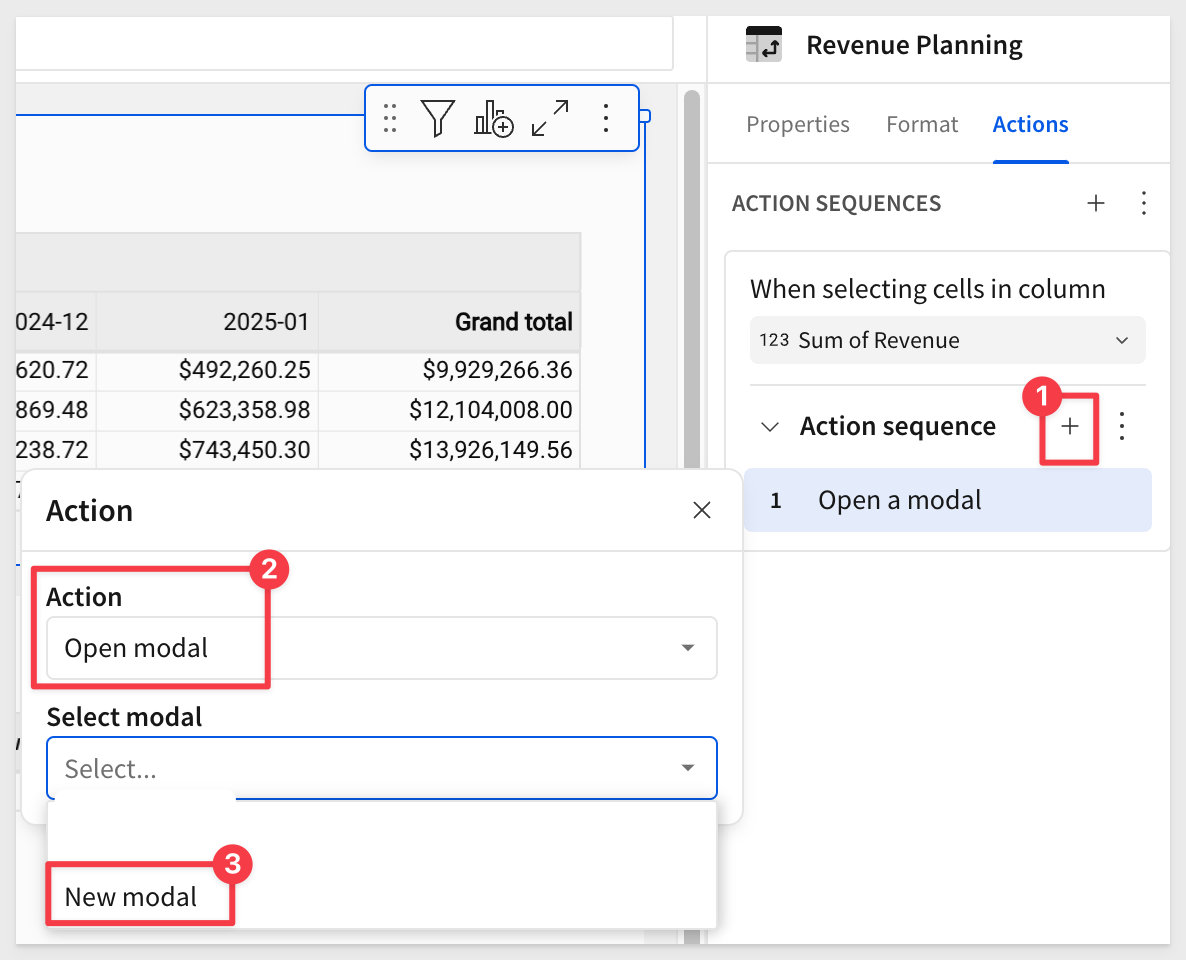 Revenue Planning
Properties Format Actions
ACTION SEQUENCES
When selecting cells in column
123 Sum of Revenue
1
Action sequence
1 Open a modal
024-12 2025-01 Grand total
620.72 $492,260.25 $9,929,266.36
869.48 $623,358.98 $12,104,008.00
238.72 $743,450.30 $13,926,149.56
Action
2
Action
Open modal
Select modal
Select...
3
New modal